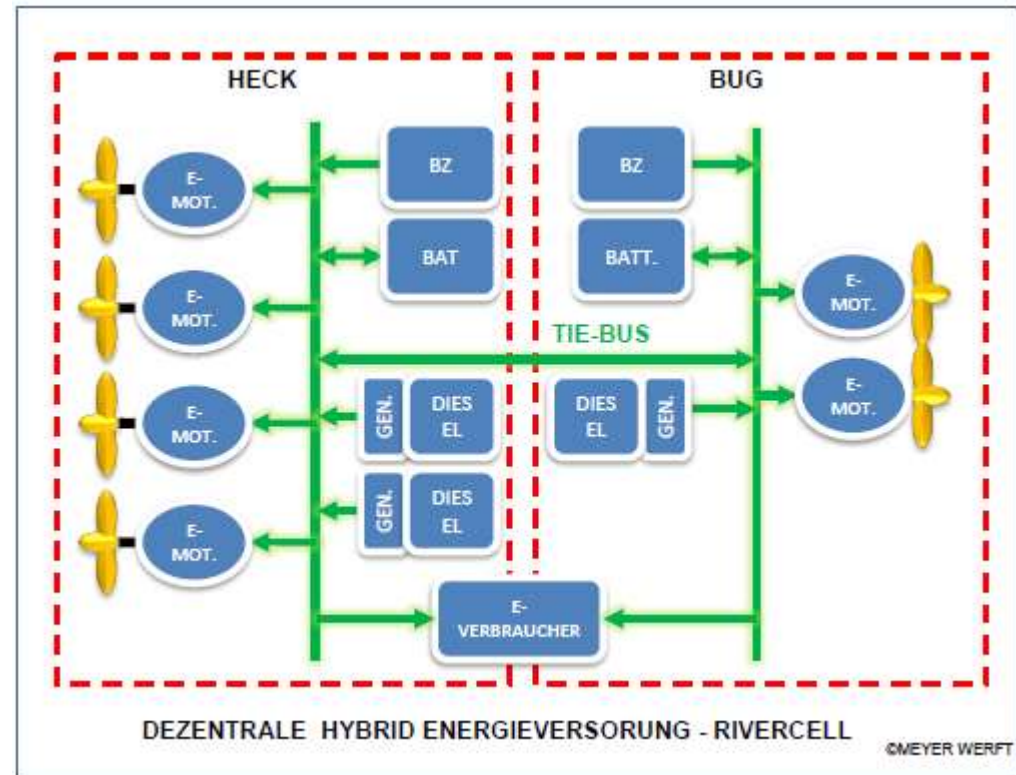 HECK
BUG
E-
MOT.
BZ
BZ
E-
MOT.
BAT
BATT.
E-
MOT.
TIE-BUS
E-
MOT.
GEN.
DIES
EL
DIES
EL
GEN.
E-
MOT.
E-
MOT.
GEN.
DIES
EL
E-
VERBRAUCHER
DEZENTRALE HYBRID ENERGIEVERSORUNG - RIVERCELL
©MEYER WERFT